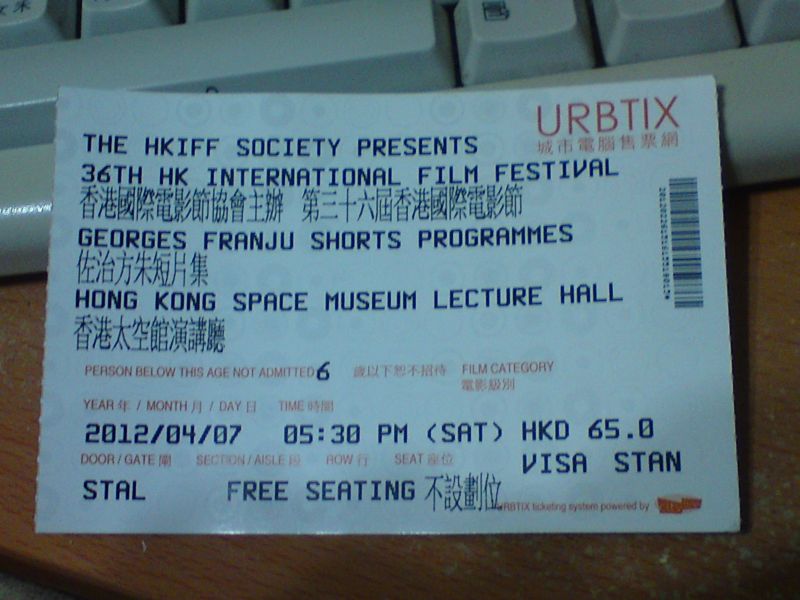 URBTIX
城市電腦售票網
THE HKIFF SOCIETY PRESENTS
36TH HK INTERNATIONAL FILM FESTIVAL
香港國際電影節協會主辦 第三十六屆香港國際電影節
GEORGES FRANJU SHORTS PROGRAMMES
佐治方朱短片集
HONG KONG SPACE MUSEUM LECTURE HALL
香港太空館演講廳
PERSON BELOW THIS AGE NOT ADMITTED 6 歲以下恕不招待 FILM CATEGORY
電影級別
YEAR 年 / MONTH 月 / DAY 日 TIME 時間
2012/04/07 05:30 PM (SAT) HKD 65.0
DOOR / GATE 閘 SECTION / AISLE 段 ROW 行 SEAT 座位
VISA STAN
STAL FREE SEATING 不設劃位
URBTIX ticketing system powered by